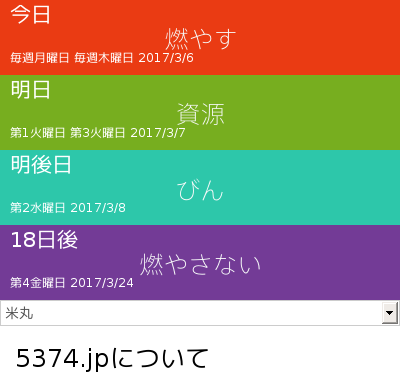 今日
燃やす
毎週月曜日 毎週木曜日 2017/3/6
明日
資源
第1火曜日 第3火曜日 2017/3/7
明後日
びん
第2水曜日 2017/3/8
18日後
燃やさない
第4金曜日 2017/3/24
米丸
5374.jpについて